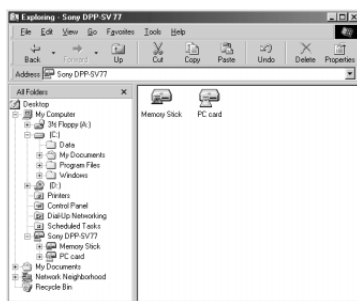 Exploring - Sony DPP-SV77
File Edit View Go Favorites Tools Help
Back Forward Up Cut Copy Paste Undo Delete Properties
Address Sony DPP-SV77
All Folders x
Desktop
My Computer
3½ Floppy (A:)
(C:)
Data
My Documents
Program Files
Windows
(D:)
Printers
Control Panel
Dial-Up Networking
Scheduled Tasks
Sony DPP-SV77
Memory Stick
PC card
My Documents
Network Neighborhood
Recycle Bin
Memory Stick PC card